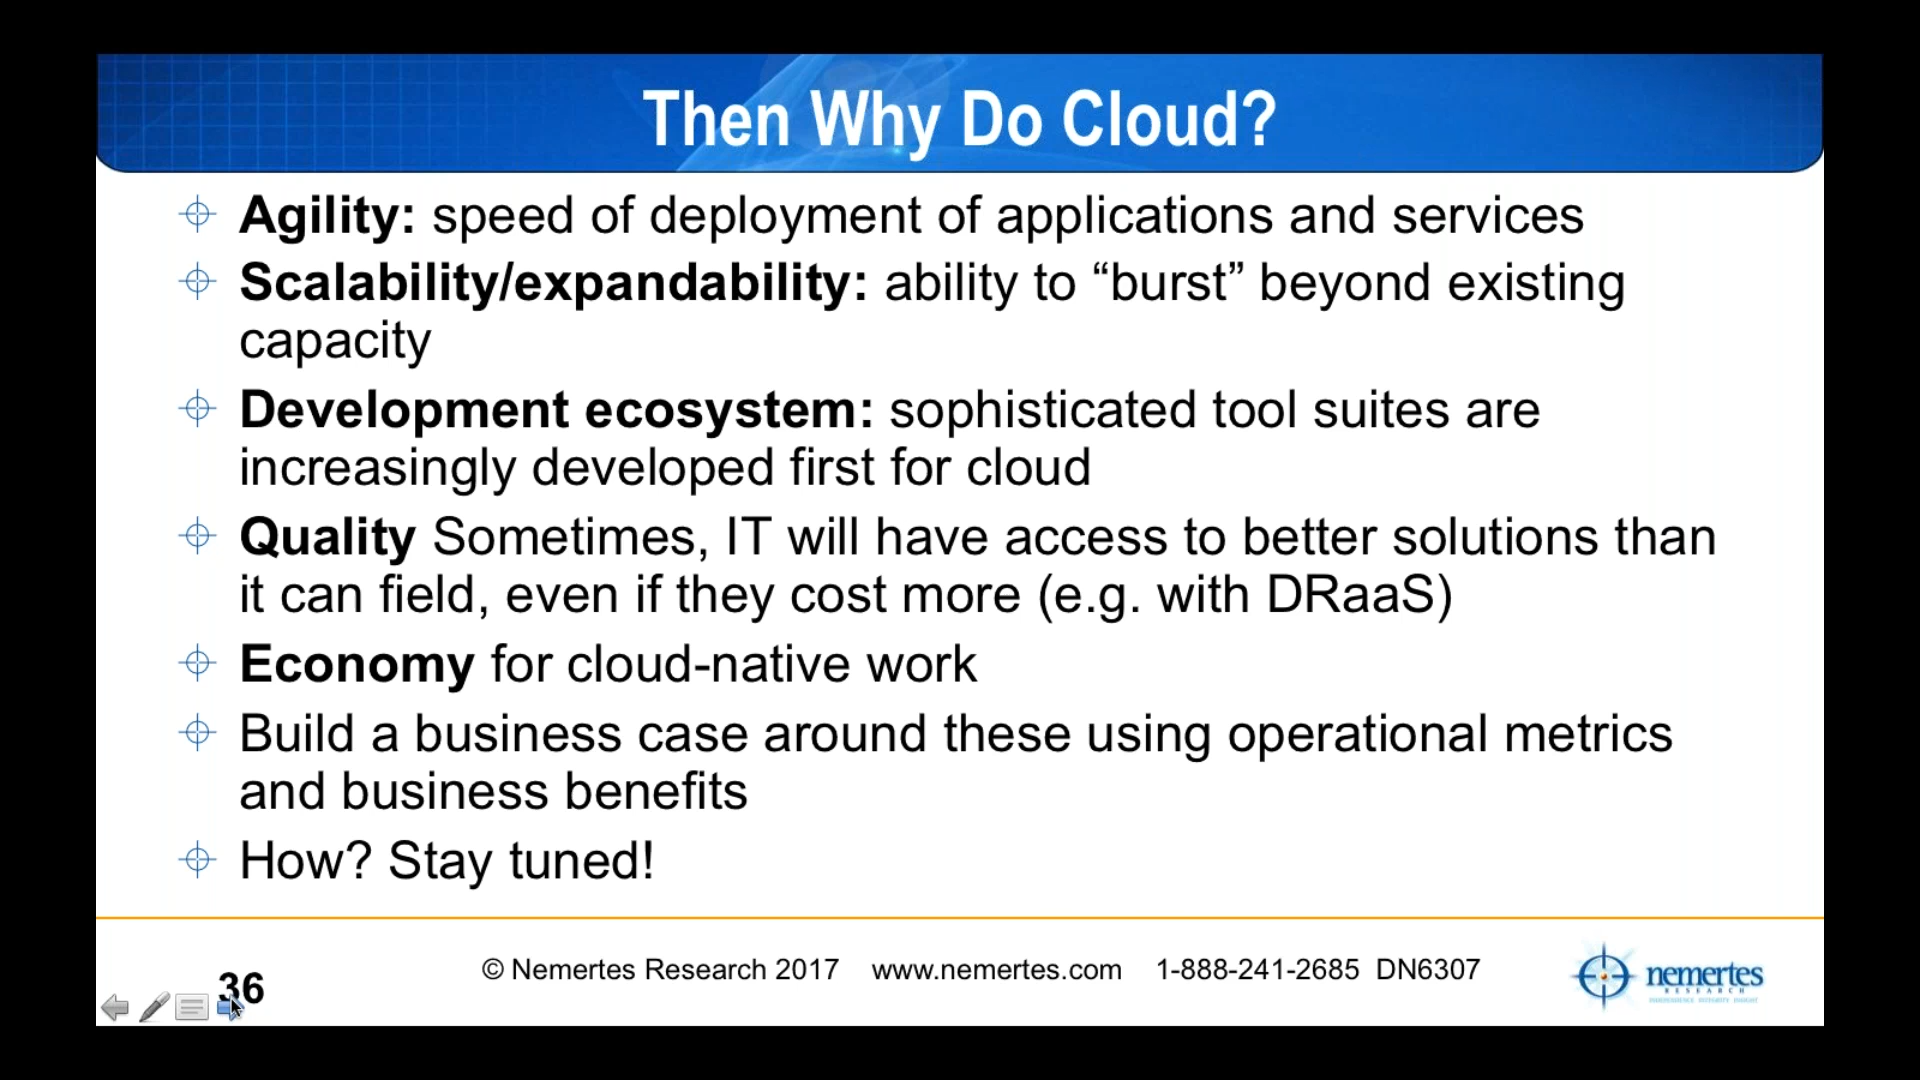 Then Why Do Cloud?
Agility: speed of deployment of applications and services
Scalability/expandability: ability to “burst” beyond existing
capacity
Development ecosystem: sophisticated tool suites are
increasingly developed first for cloud
Quality Sometimes, IT will have access to better solutions than
it can field, even if they cost more (e.g. with DRaaS)
Economy for cloud-native work
Build a business case around these using operational metrics
and business benefits
How? Stay tuned!
36
© Nemertes Research 2017 www.nemertes.com 1-888-241-2685 DN6307
nemertes
RESEARCH
INDEPENDENCE INTEGRITY INSIGHT